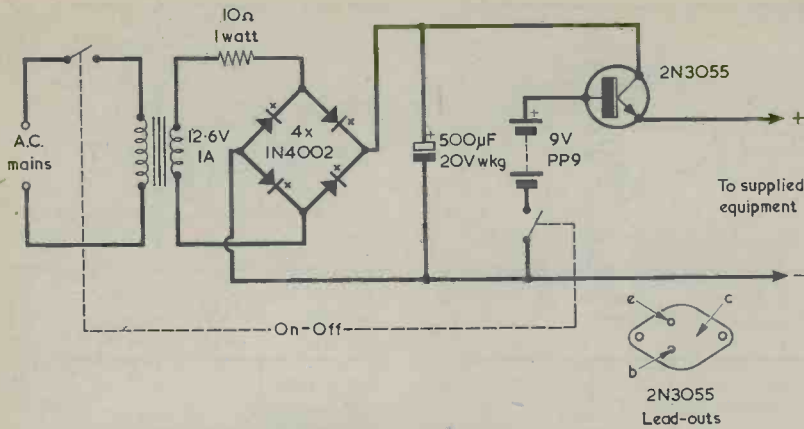 10Ω
1 watt
2N3055
A.C.
mains
12·6V
1A
4x
1N4002
+
500μF
20V wkg
+
9V
PP9
+
To supplied
equipment
−
On-Off
e
c
b
2N3055
Lead-outs